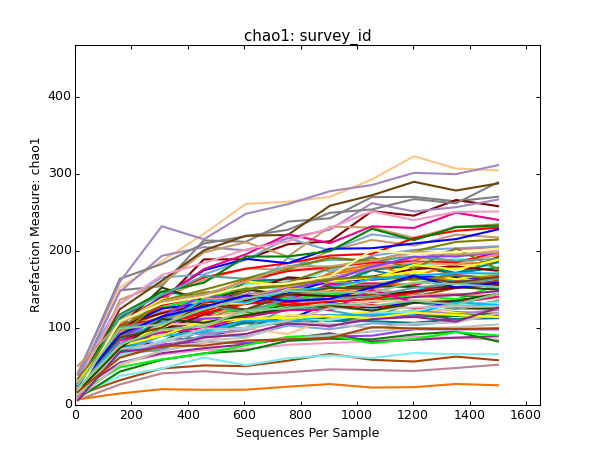 chao1: survey_id
Rarefaction Measure: chao1
400
300
200
100
0
0 200 400 600 800 1000 1200 1400 1600
Sequences Per Sample